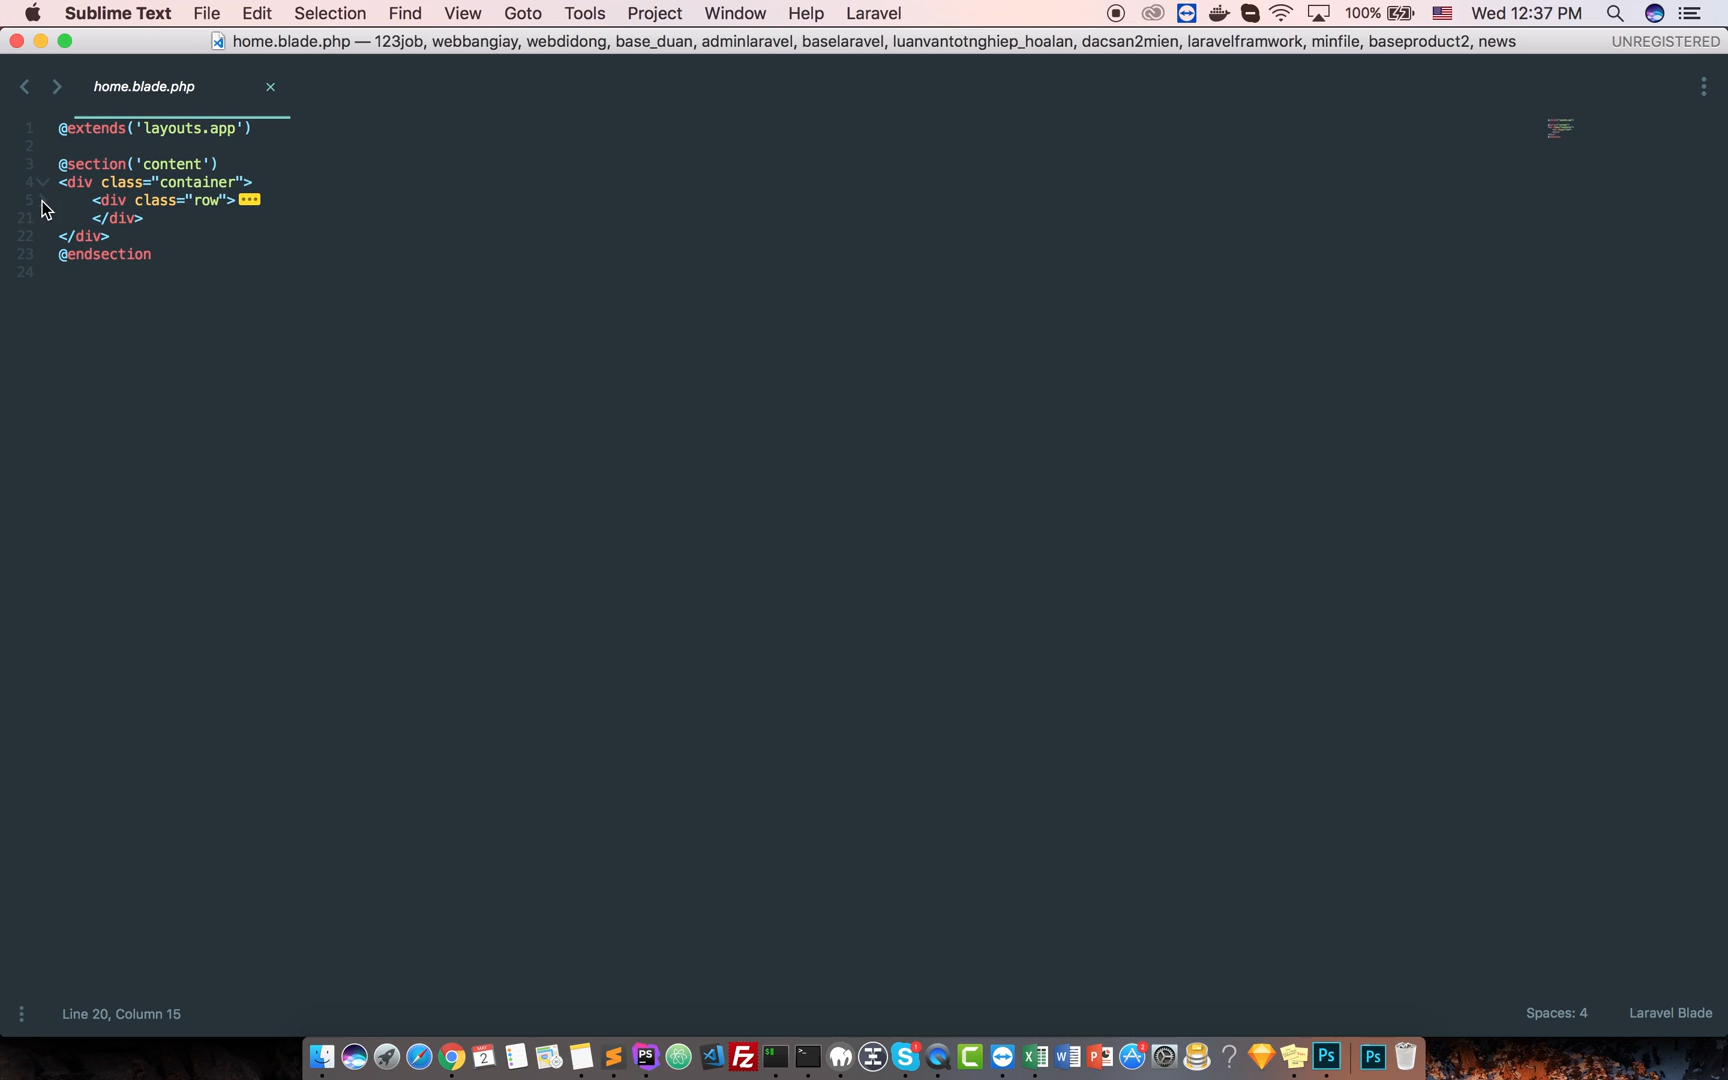 Sublime Text File Edit Selection Find View Goto Tools Project Window Help Laravel 100% Wed 12:37 PM
home.blade.php — 123job, webbangiay, webdidong, base_duan, adminlaravel, baselaravel, luanvantotnghiep_hoalan, dacsan2mien, laravelframwork, minfile, baseproduct2, news UNREGISTERED
home.blade.php
1 @extends('layouts.app')
2
3 @section('content')
4 <div class="container">
5 <div class="row">
21 </div>
22 </div>
23 @endsection
24
Line 20, Column 15 Spaces: 4 Laravel Blade